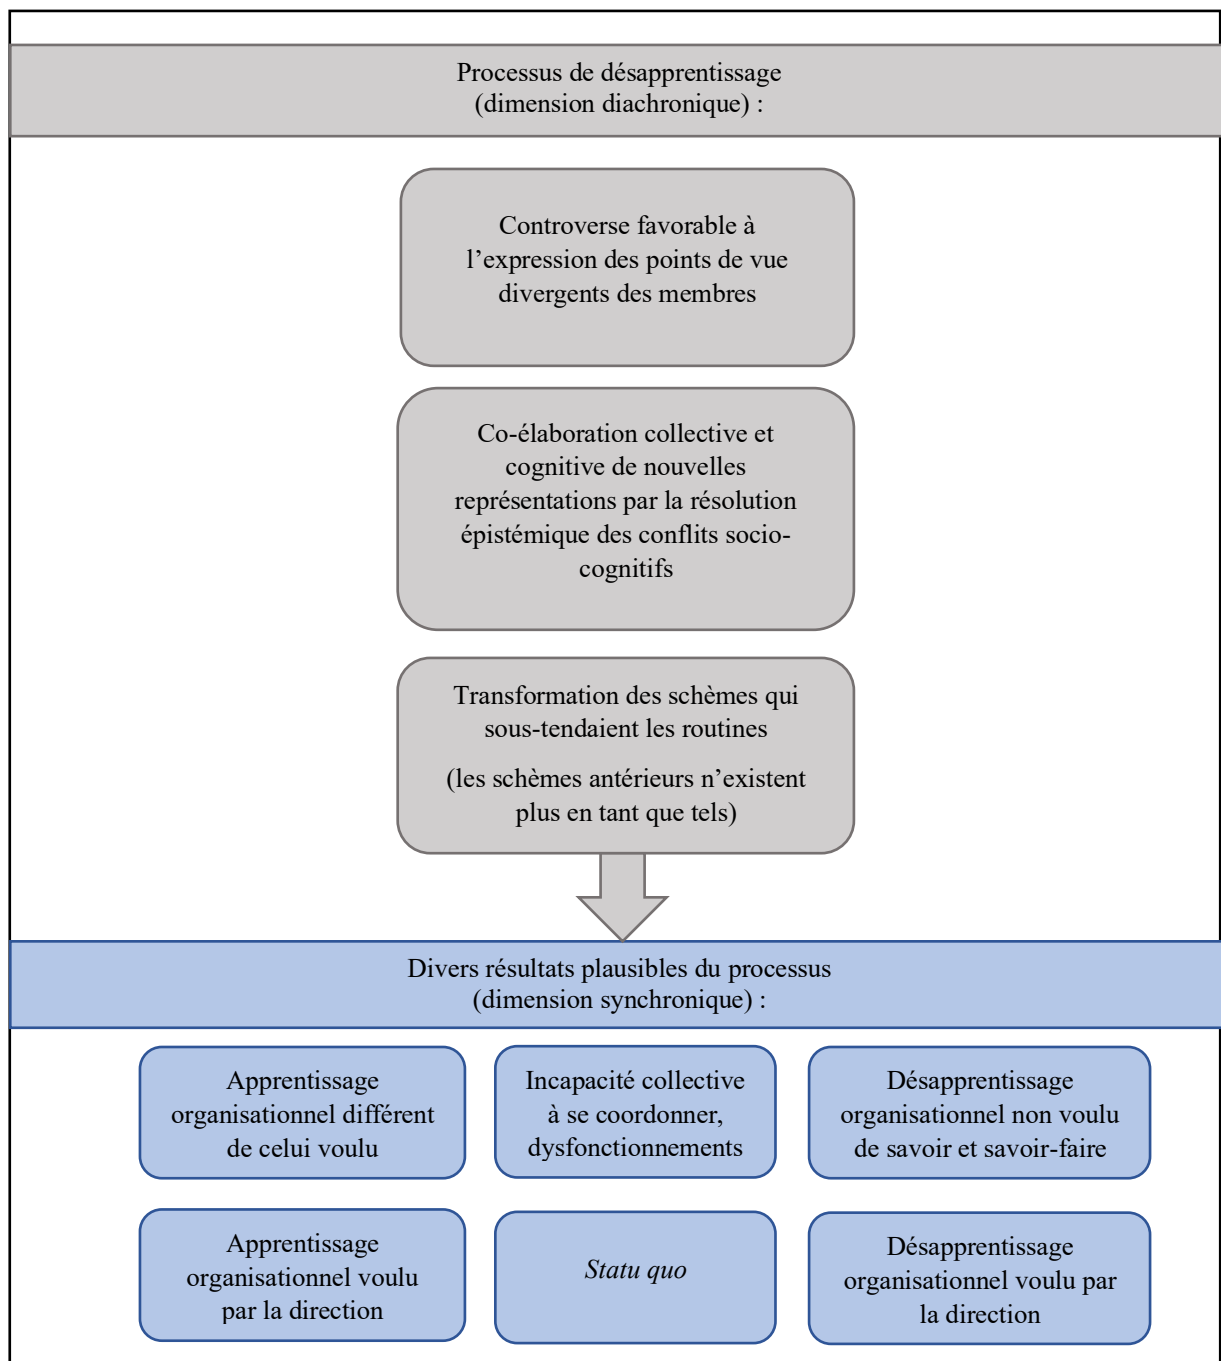 Processus de désapprentissage
(dimension diachronique) :
Controverse favorable à
l’expression des points de vue
divergents des membres
Co-élaboration collective et
cognitive de nouvelles
représentations par la résolution
épistémique des conflits socio-
cognitifs
Transformation des schèmes qui
sous-tendaient les routines
(les schèmes antérieurs n’existent
plus en tant que tels)
Divers résultats plausibles du processus
(dimension synchronique) :
Apprentissage
organisationnel différent
de celui voulu
Incapacité collective
à se coordonner,
dysfonctionnements
Désapprentissage
organisationnel non voulu
de savoir et savoir-faire
Apprentissage
organisationnel voulu
par la direction
Statu quo
Désapprentissage
organisationnel voulu par
la direction